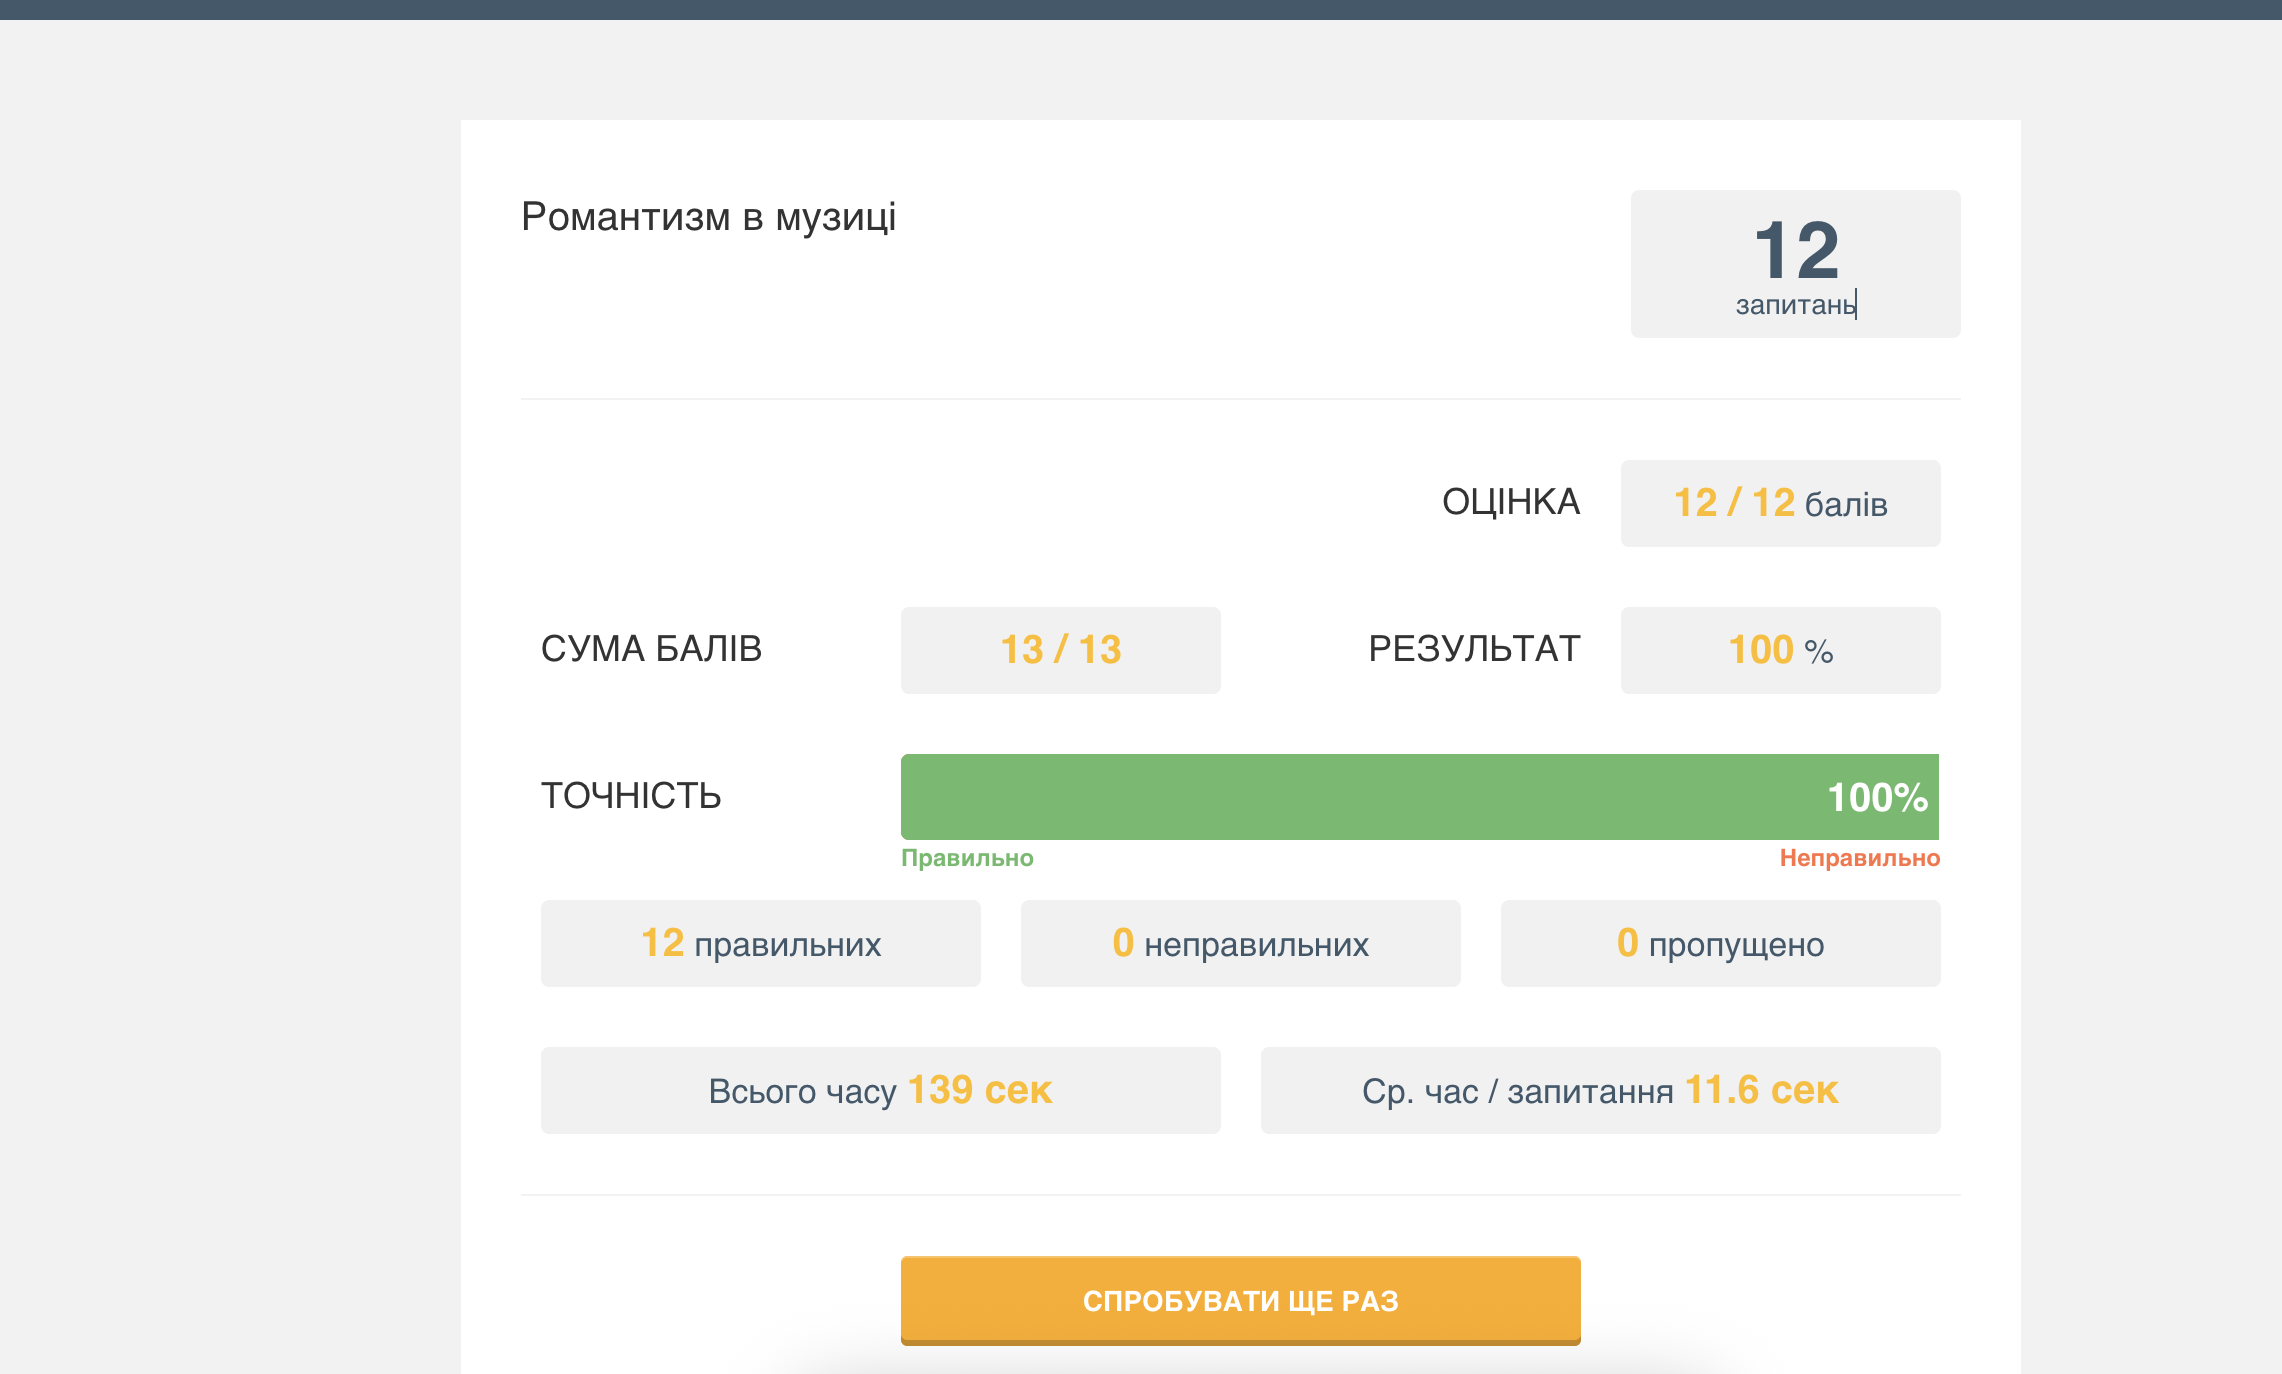 Романтизм в музиці
12
запитань
ОЦІНКА 12 / 12 балів
СУМА БАЛІВ 13 / 13 РЕЗУЛЬТАТ 100 %
ТОЧНІСТЬ 100%
Правильно Неправильно
12 правильних 0 неправильних 0 пропущено
Всього часу 139 сек Ср. час / запитання 11.6 сек
СПРОБУВАТИ ЩЕ РАЗ